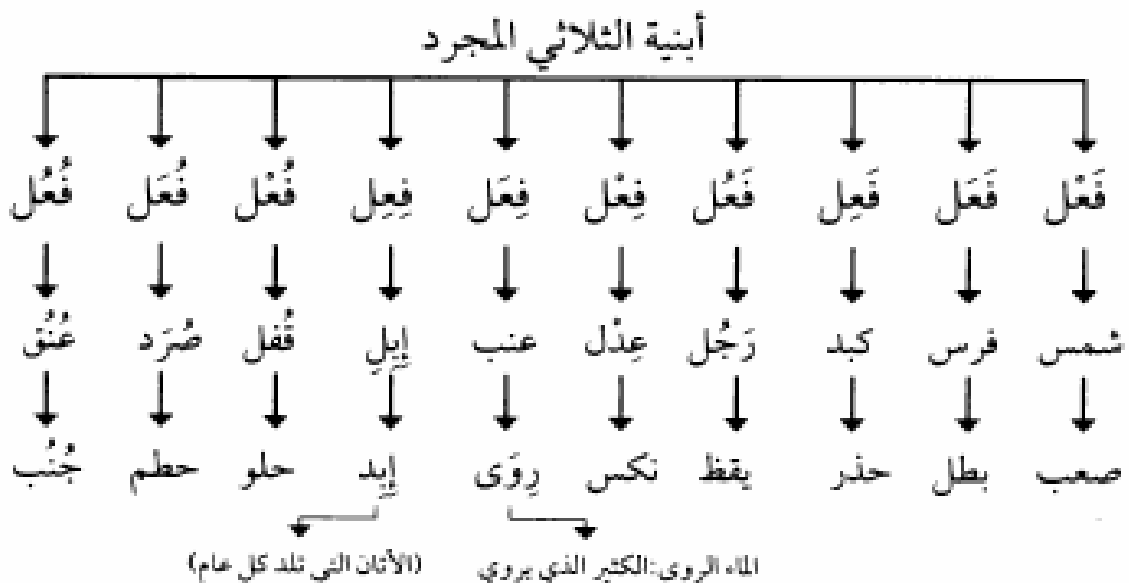 أبنية الثلاثي المجرد
فَعْل فَعَل فَعِل فَعُل فِعْل فِعَل فِعِل فُعْل فُعَل فُعُل
شمس فرس كبد رَجُل عِدْل عنب إِبِلِ قُفل صُرَد عُنُق
صعب بطل حذر يقظ نكس رِوَى إِبِد حلو حطم جُنُب
الماء الروى: الكثير الذي يروي (الأتان التي تلد كل عام)